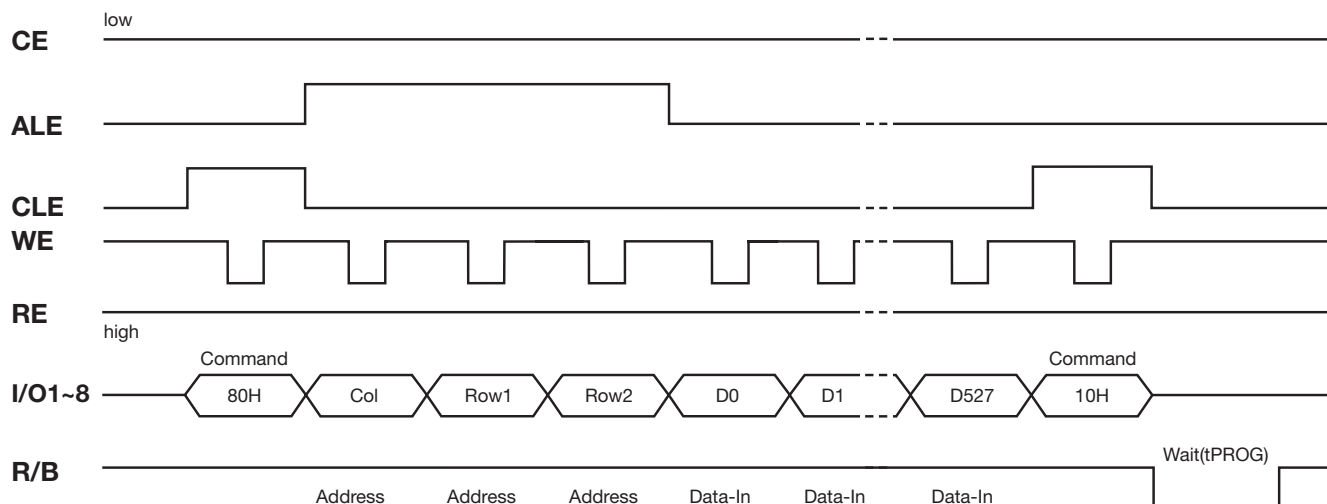 low
CE
ALE
CLE
WE
RE
high
Command Command
I/O1~8 80H Col Row1 Row2 D0 D1 D527 10H
Wait(tPROG)
R/B
Address Address Address Data-In Data-In Data-In